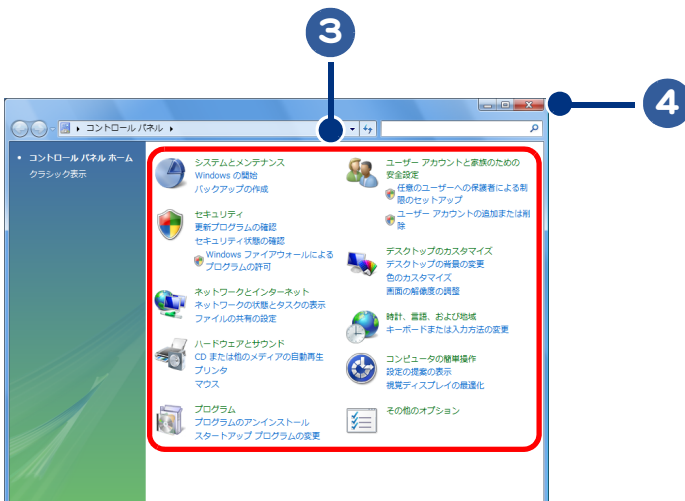 3
4
コントロール パネル
コントロール パネル ホーム
クラシック表示
システムとメンテナンス
Windows の開始
バックアップの作成
セキュリティ
更新プログラムの確認
セキュリティ状態の確認
Windows ファイアウォールによる
プログラムの許可
ネットワークとインターネット
ネットワークの状態とタスクの表示
ファイルの共有の設定
ハードウェアとサウンド
CD または他のメディアの自動再生
プリンタ
マウス
プログラム
プログラムのアンインストール
スタートアップ プログラムの変更
ユーザー アカウントと家族のための
安全設定
任意のユーザーへの保護者による制
限のセットアップ
ユーザー アカウントの追加または削
除
デスクトップのカスタマイズ
デスクトップの背景の変更
色のカスタマイズ
画面の解像度の調整
時計、言語、および地域
キーボードまたは入力方法の変更
コンピュータの簡単操作
設定の提案の表示
視覚ディスプレイの最適化
その他のオプション